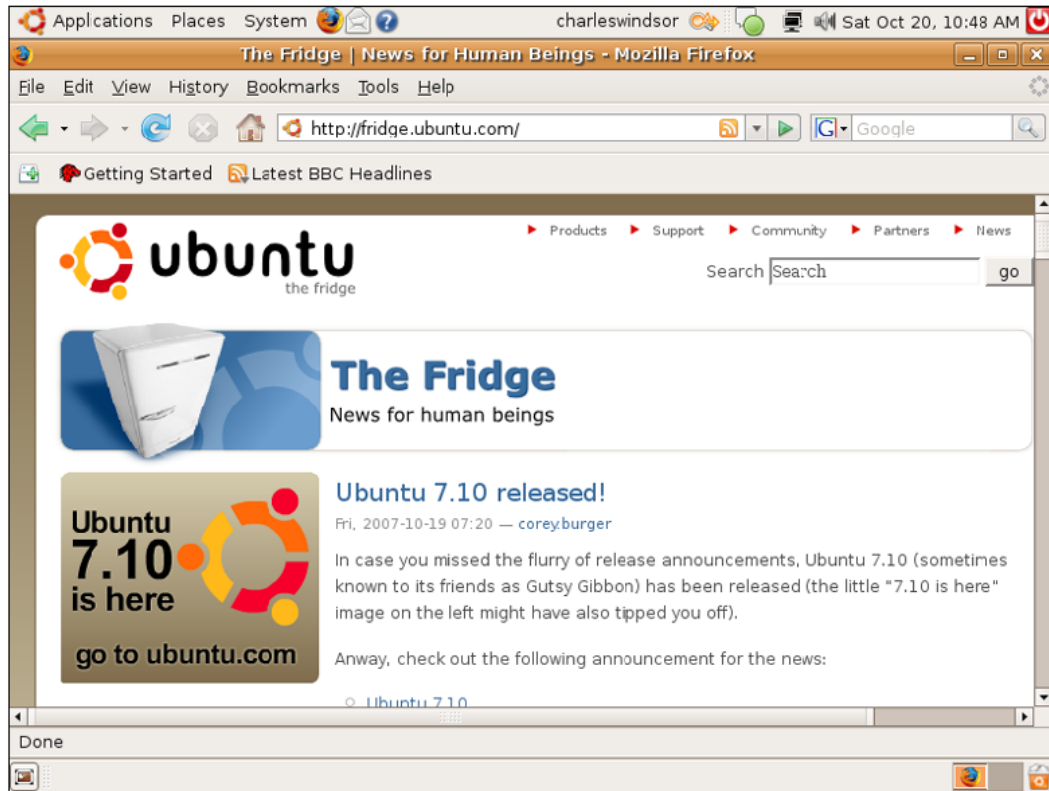 Applications Places System charleswindsor Sat Oct 20, 10:48 AM
The Fridge | News for Human Beings - Mozilla Firefox
File Edit View History Bookmarks Tools Help
http://fridge.ubuntu.com/ G Google
Getting Started Latest BBC Headlines
Products Support Community Partners News
ubuntu
the fridge
Search Search go
The Fridge
News for human beings
Ubuntu
7.10
is here
go to ubuntu.com
Ubuntu 7.10 released!
Fri, 2007-10-19 07:20 — corey.burger
In case you missed the flurry of release announcements, Ubuntu 7.10 (sometimes
known to its friends as Gutsy Gibbon) has been released (the little "7.10 is here"
image on the left might have also tipped you off).
Anway, check out the following announcement for the news:
Ubuntu 7.10
Done